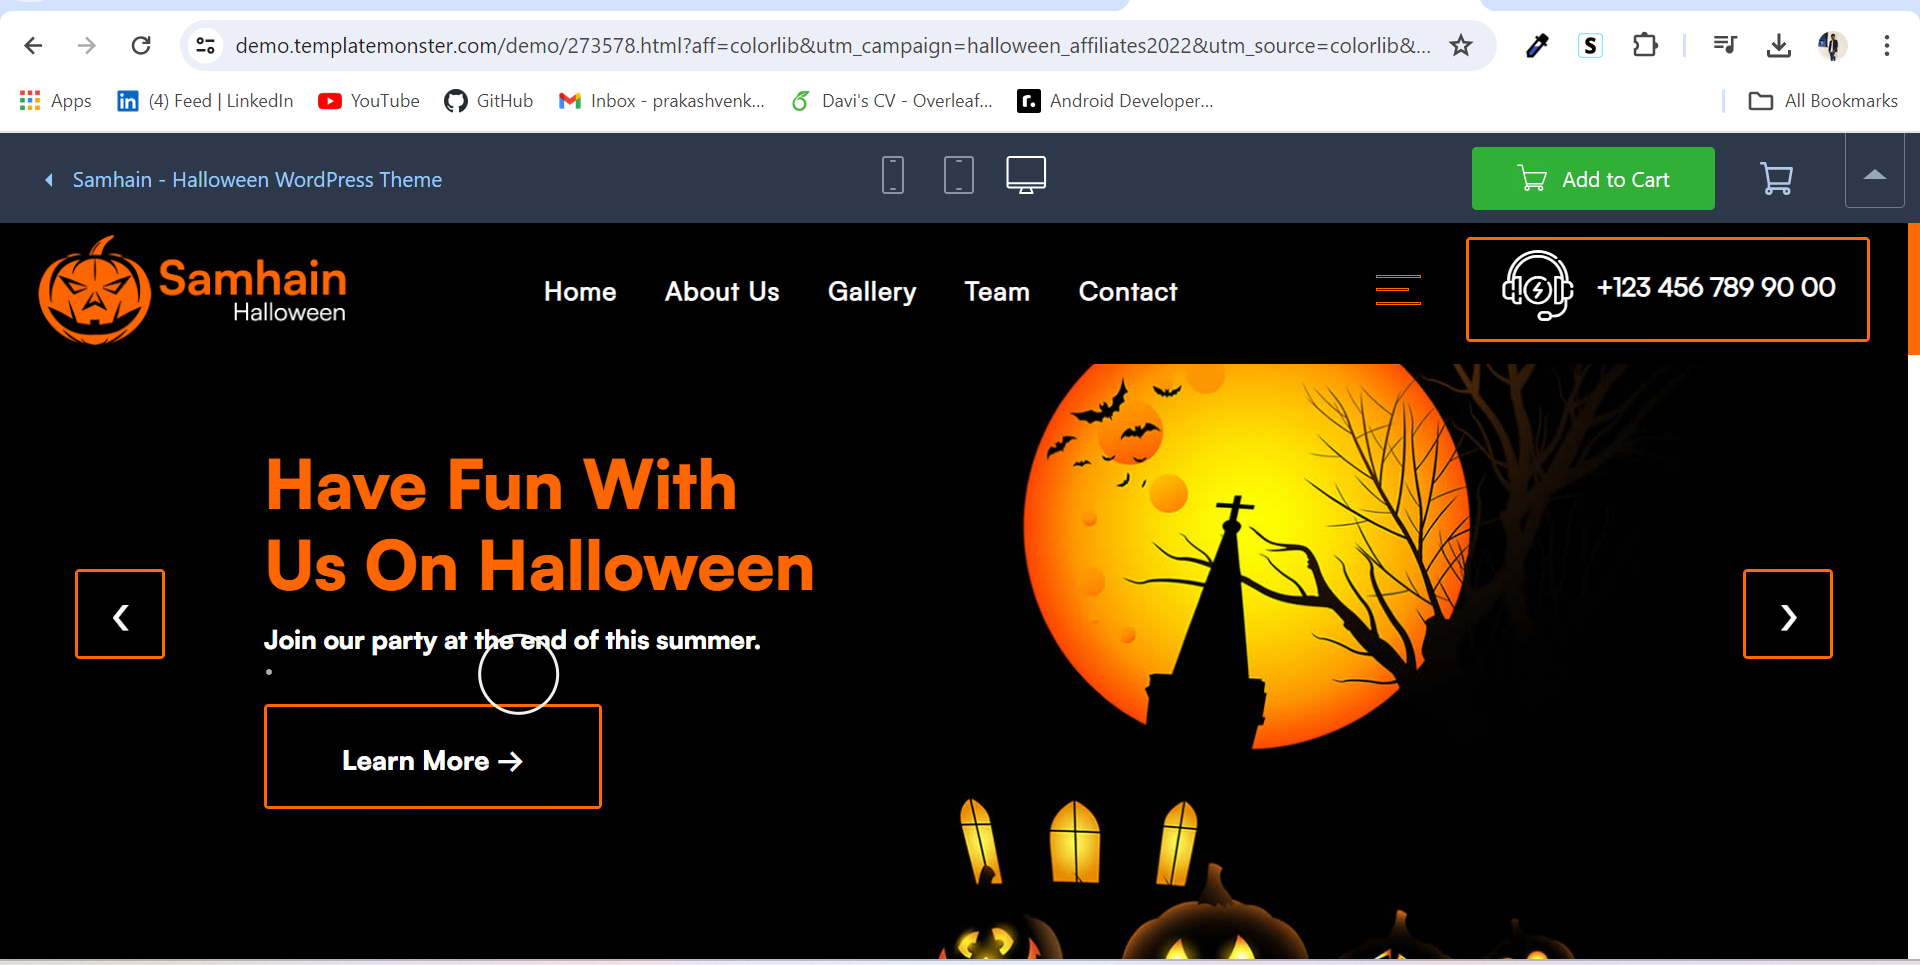 demo.templatemonster.com/demo/273578.html?aff=colorlib&utm_campaign=halloween_affiliates2022&utm_source=colorlib&...
S
Apps
(4) Feed | LinkedIn
YouTube
GitHub
Inbox - prakashvenk...
Davi's CV - Overleaf...
Android Developer...
All Bookmarks
Samhain - Halloween WordPress Theme
Add to Cart
Samhain
Halloween
Home
About Us
Gallery
Team
Contact
+123 456 789 90 00
Have Fun With
Us On Halloween
Join our party at the end of this summer.
Learn More →